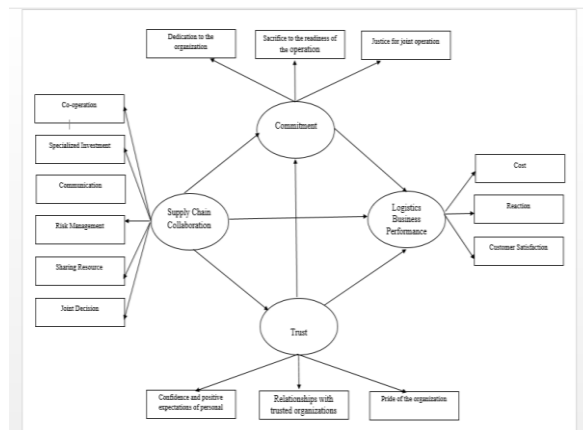 Dedication to the
organization
Sacrifice to the readiness of
the operation
Justice for joint operation
Co-operation
Specialized Investment
Communication
Risk Management
Sharing Resource
Joint Decision
Commitment
Supply Chain
Collaboration
Logistics
Business
Performance
Cost
Reaction
Customer Satisfaction
Trust
Confidence and positive
expectations of personal
Relationships with
trusted organizations
Pride of the organization